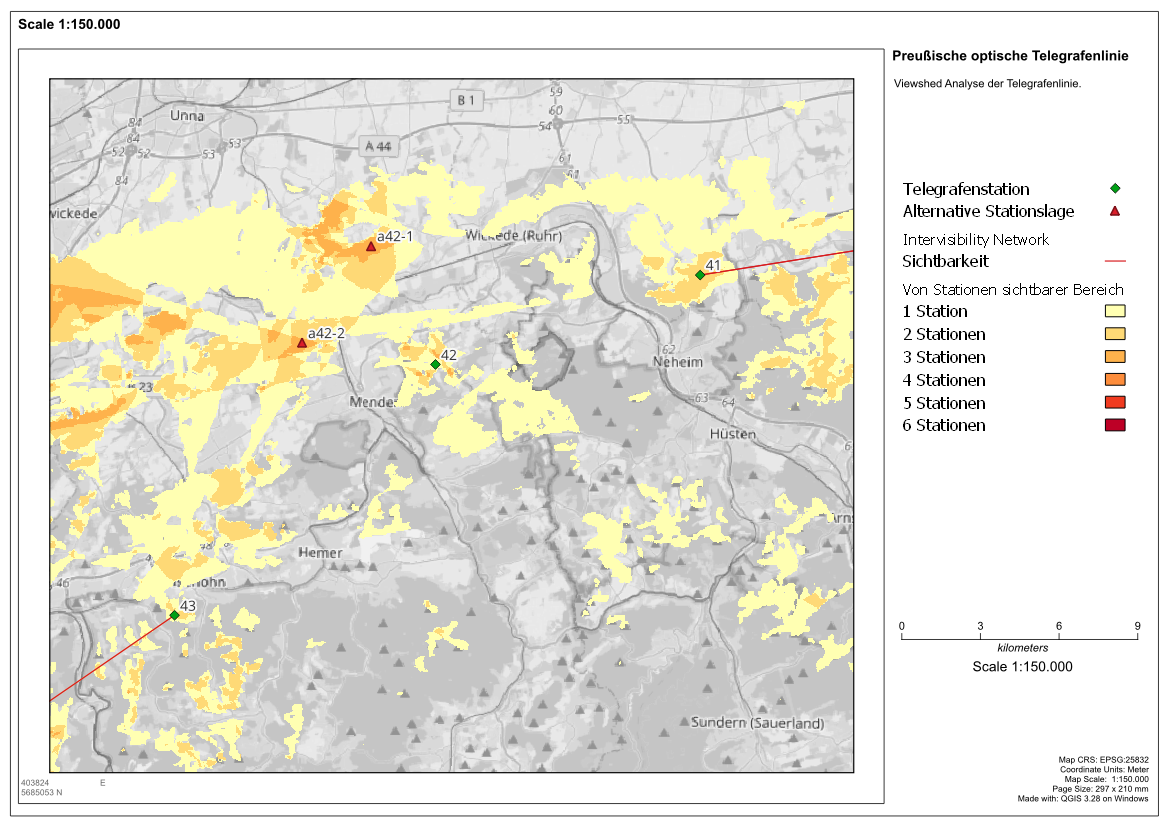 Scale 1:150.000
Preußische optische Telegrafenlinie
Viewshed Analyse der Telegrafenlinie.
B 1
59
60
Unna
84
54
55
A 44
84
52
52
53
53
61
61
84
wickede
a42-1
Wickede (Ruhr)
41
a42-2
42
62
Neheim
23
Mende
63
64
Hüsten
6
Arns
98
Hemer
46
ohn
43
Sundern (Sauerland)
Telegrafenstation
Alternative Stationslage
Intervisibility Network
Sichtbarkeit
Von Stationen sichtbarer Bereich
1 Station
2 Stationen
3 Stationen
4 Stationen
5 Stationen
6 Stationen
0 3 6 9
kilometers
Scale 1:150.000
Map CRS: EPSG:25832
Coordinate Units: Meter
Map Scale: 1:150.000
Page Size: 297 x 210 mm
Made with: QGIS 3.28 on Windows
403824 E
5685053 N